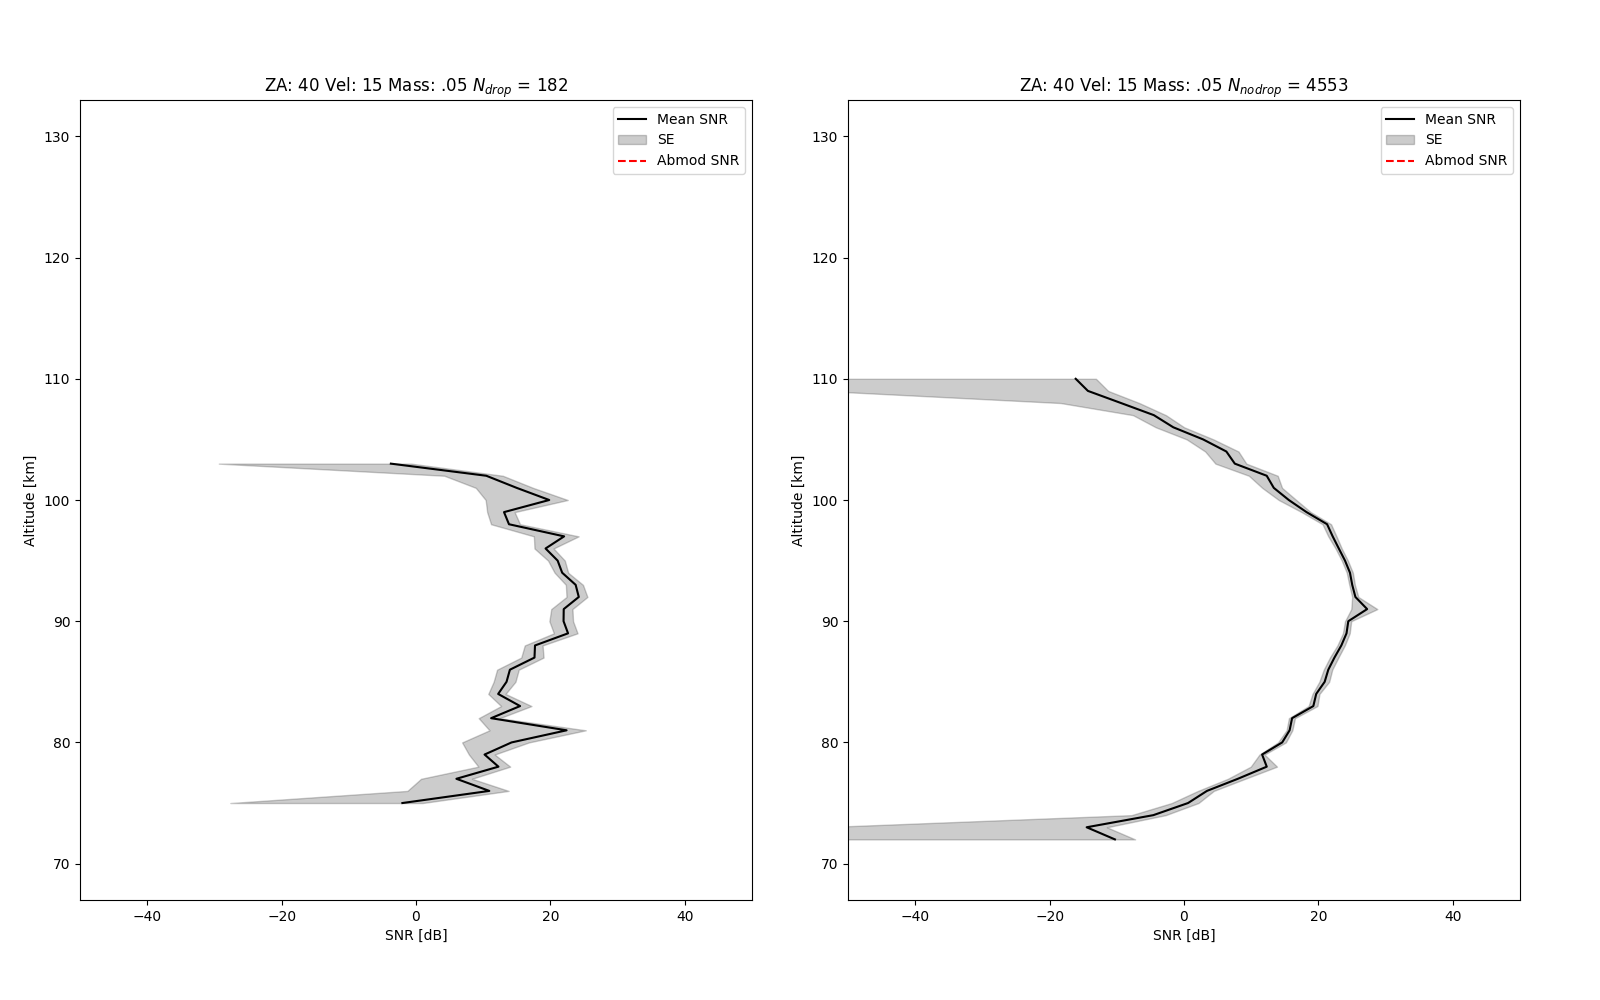 ZA: 40 Vel: 15 Mass: .05 N_drop = 182
Mean SNR
SE
Abmod SNR
130
120
110
100
90
80
70
Altitude [km]
−40
−20
0
20
40
SNR [dB]
ZA: 40 Vel: 15 Mass: .05 N_nodrop = 4553
Mean SNR
SE
Abmod SNR
130
120
110
100
90
80
70
Altitude [km]
−40
−20
0
20
40
SNR [dB]